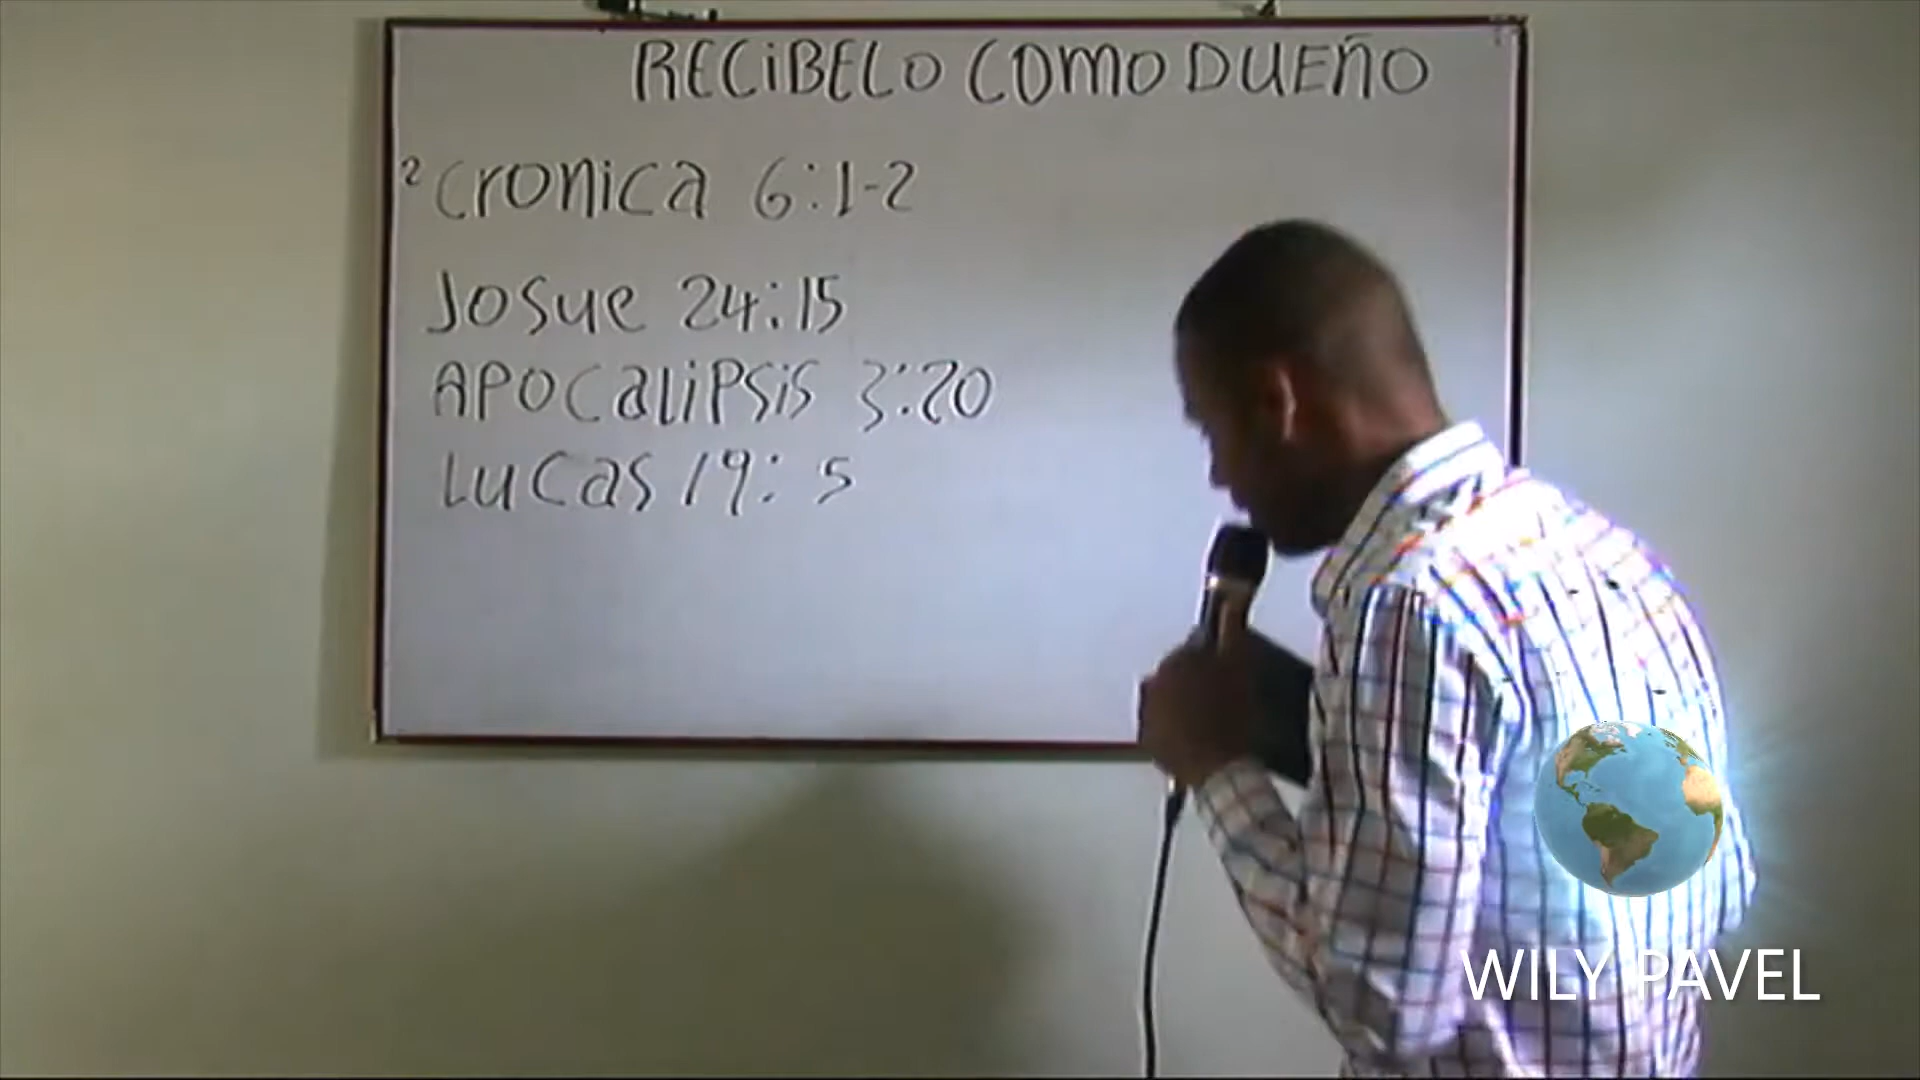 RECiBELO COMO DUEÑO
2 Cronica 6:1-2
Josue 24:15
APOCaliPSiS 3:20
Lucas 19: 5
WILY PAVEL